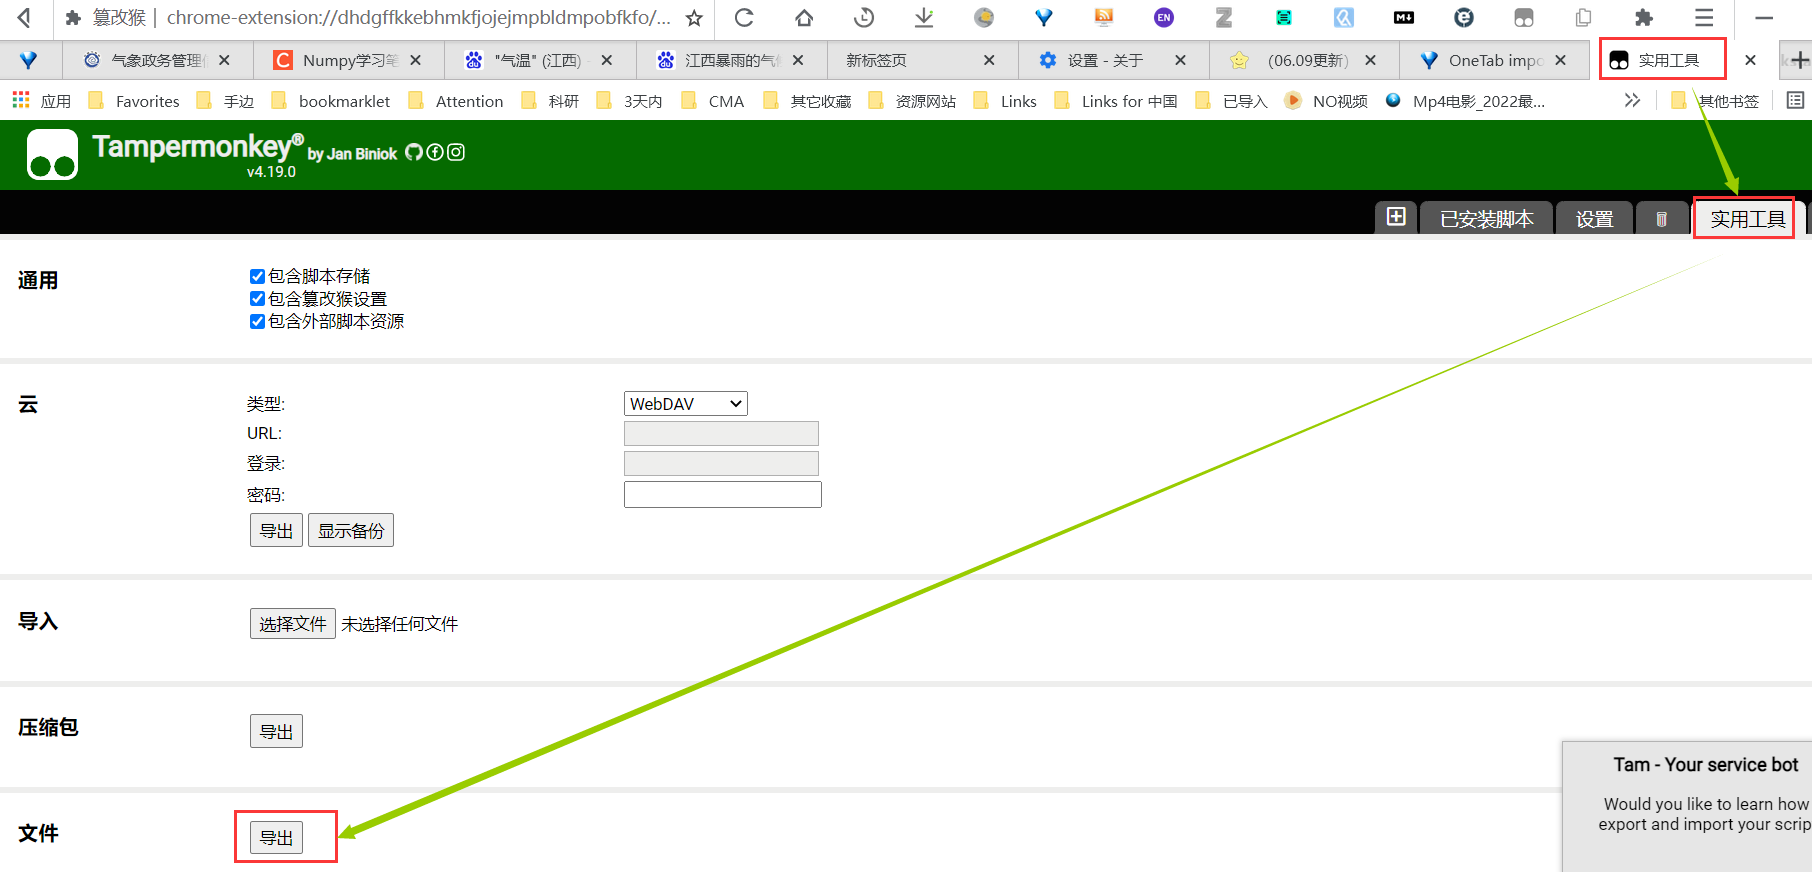 篡改猴 | chrome-extension://dhdgffkkebhmkfjojejmpbldmpobfkfo/...
EN
气象政务管理
Numpy学习笔
"气温" (江西)
江西暴雨的气
新标签页
设置 - 关于
(06.09更新)
OneTab impo
实用工具
应用
Favorites
手边
bookmarklet
Attention
科研
3天内
CMA
其它收藏
资源网站
Links
Links for 中国
已导入
NO视频
Mp4电影_2022最...
其他书签
Tampermonkey® by Jan Biniok
v4.19.0
已安装脚本
设置
实用工具
通用
包含脚本存储
包含篡改猴设置
包含外部脚本资源
云
类型:
WebDAV
URL:
登录:
密码:
导出
显示备份
导入
选择文件 未选择任何文件
压缩包
导出
文件
导出
Tam - Your service bot
Would you like to learn how
export and import your scrip